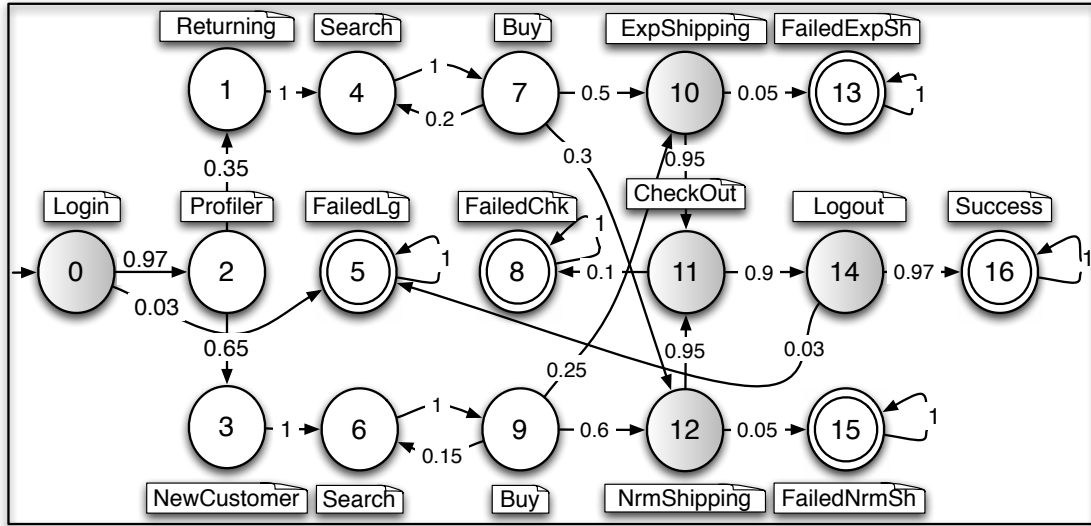 Returning Search Buy ExpShipping FailedExpSh
1 1 4 1 0.2 7 0.5 10 0.05 13 1
0.35 0.3 0.95
Login Profiler FailedLg FailedChk CheckOut Logout Success
0 0.97 2 5 1 8 1 0.1 11 0.9 14 0.97 16 1
0.03
0.65 0.25 0.95 0.03
3 1 6 1 0.15 9 0.6 12 0.05 15 1
NewCustomer Search Buy NrmShipping FailedNrmSh